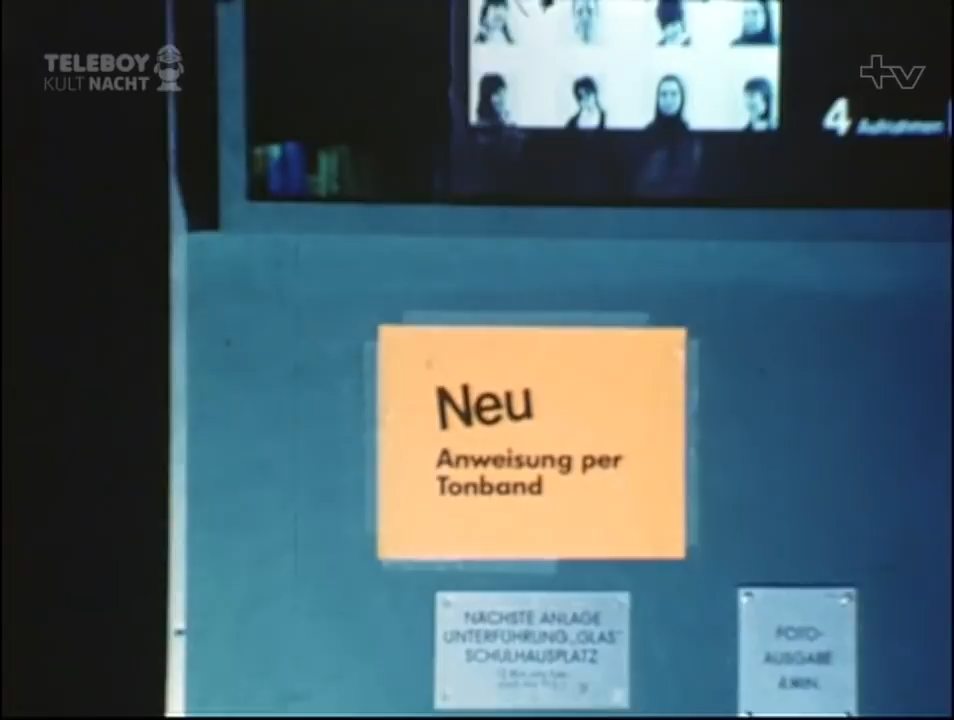 TELEBOY
KULT NACHT
tv
4 Aufnahmen
Neu
Anweisung per
Tonband
NÄCHSTE ANLAGE
UNTERFÜHRUNG „GLAS"
SCHULHAUSPLATZ
FOTO-
AUSGABE
4 MIN.